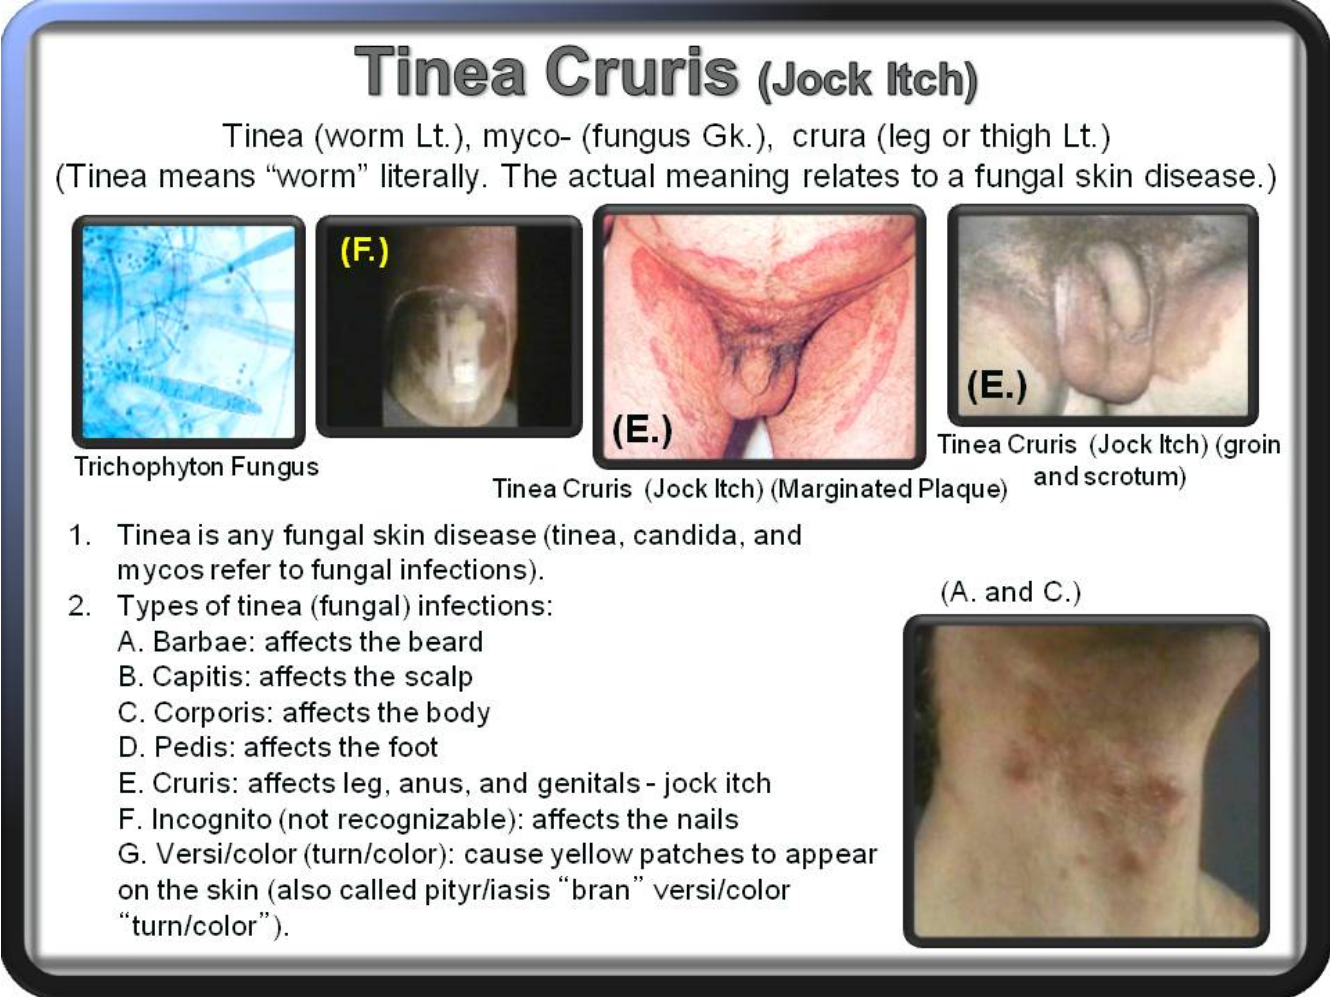 Tinea Cruris (Jock Itch)
Tinea (worm Lt.), myco- (fungus Gk.), crura (leg or thigh Lt.)
(Tinea means “worm” literally. The actual meaning relates to a fungal skin disease.)
(F.)
(E.)
(E.)
Trichophyton Fungus
Tinea Cruris (Jock Itch) (Marginated Plaque)
Tinea Cruris (Jock Itch) (groin
and scrotum)
1. Tinea is any fungal skin disease (tinea, candida, and
mycos refer to fungal infections).
2. Types of tinea (fungal) infections:
A. Barbae: affects the beard
B. Capitis: affects the scalp
C. Corporis: affects the body
D. Pedis: affects the foot
E. Cruris: affects leg, anus, and genitals - jock itch
F. Incognito (not recognizable): affects the nails
G. Versi/color (turn/color): cause yellow patches to appear
on the skin (also called pityr/iasis “bran” versi/color
“turn/color”).
(A. and C.)